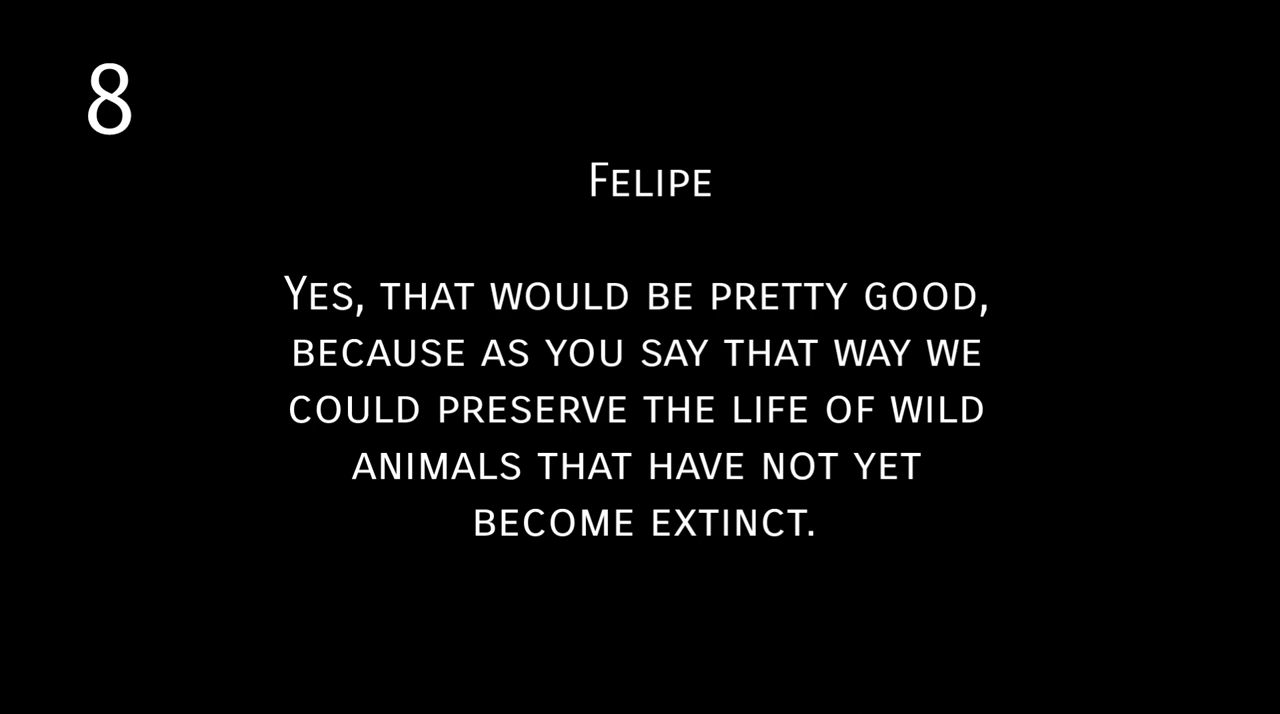 8
Felipe
Yes, that would be pretty good,
because as you say that way we
could preserve the life of wild
animals that have not yet
become extinct.